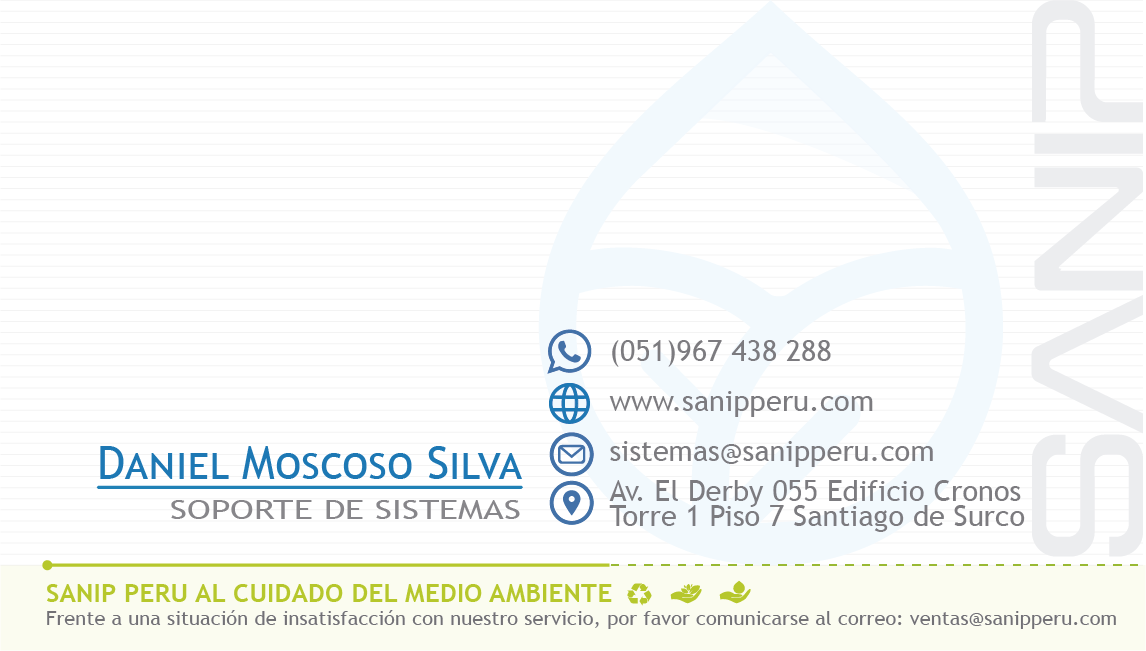 SANIP
(051)967 438 288
www.sanipperu.com
sistemas@sanipperu.com
Av. El Derby 055 Edificio Cronos
Torre 1 Piso 7 Santiago de Surco
DANIEL MOSCOSO SILVA
SOPORTE DE SISTEMAS
SANIP PERU AL CUIDADO DEL MEDIO AMBIENTE
Frente a una situación de insatisfacción con nuestro servicio, por favor comunicarse al correo: ventas@sanipperu.com